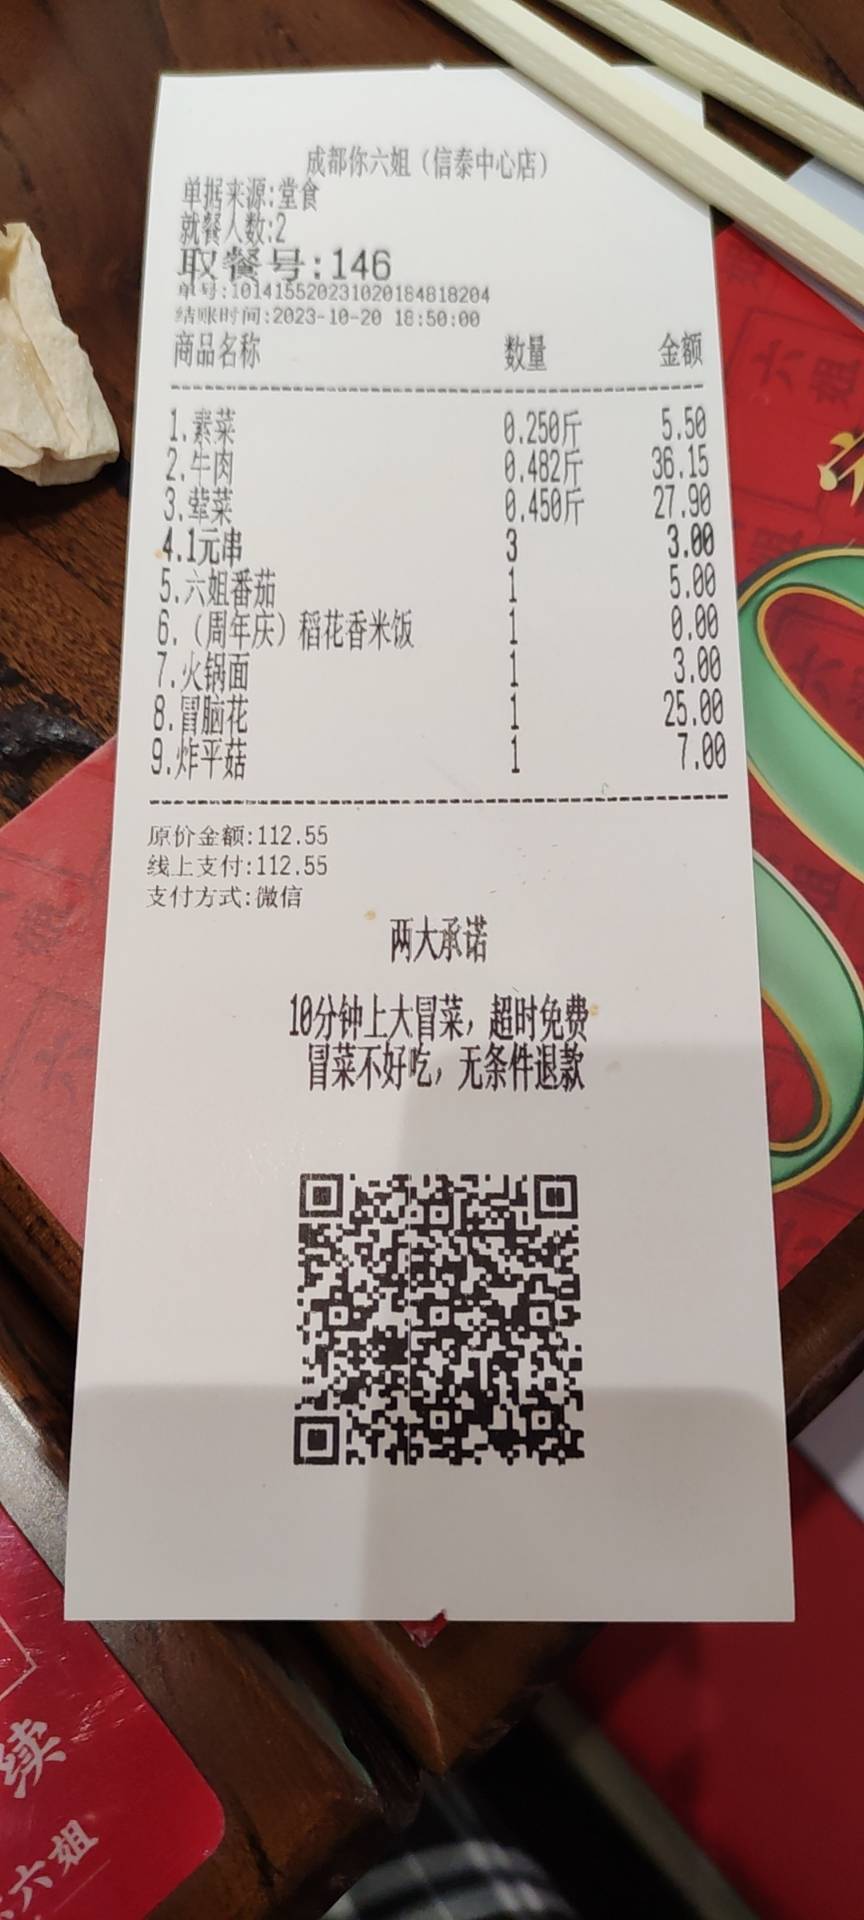 成都你六姐（信泰中心店）
单据来源:堂食
就餐人数:2
取餐号:146
单号:101415520231020184818204
结账时间:2023-10-20 18:50:00
商品名称 数量 金额
1.素菜 0.250斤 5.50
2.牛肉 0.482斤 36.15
3.荤菜 0.450斤 27.90
4.1元串 3 3.00
5.六姐番茄 1 5.00
6.（周年庆）稻花香米饭 1 0.00
7.火锅面 1 3.00
8.冒脑花 1 25.00
9.炸平菇 1 7.00
原价金额:112.55
线上支付:112.55
支付方式:微信
两大承诺
10分钟上大冒菜，超时免费
冒菜不好吃，无条件退款
六姐
续
六姐